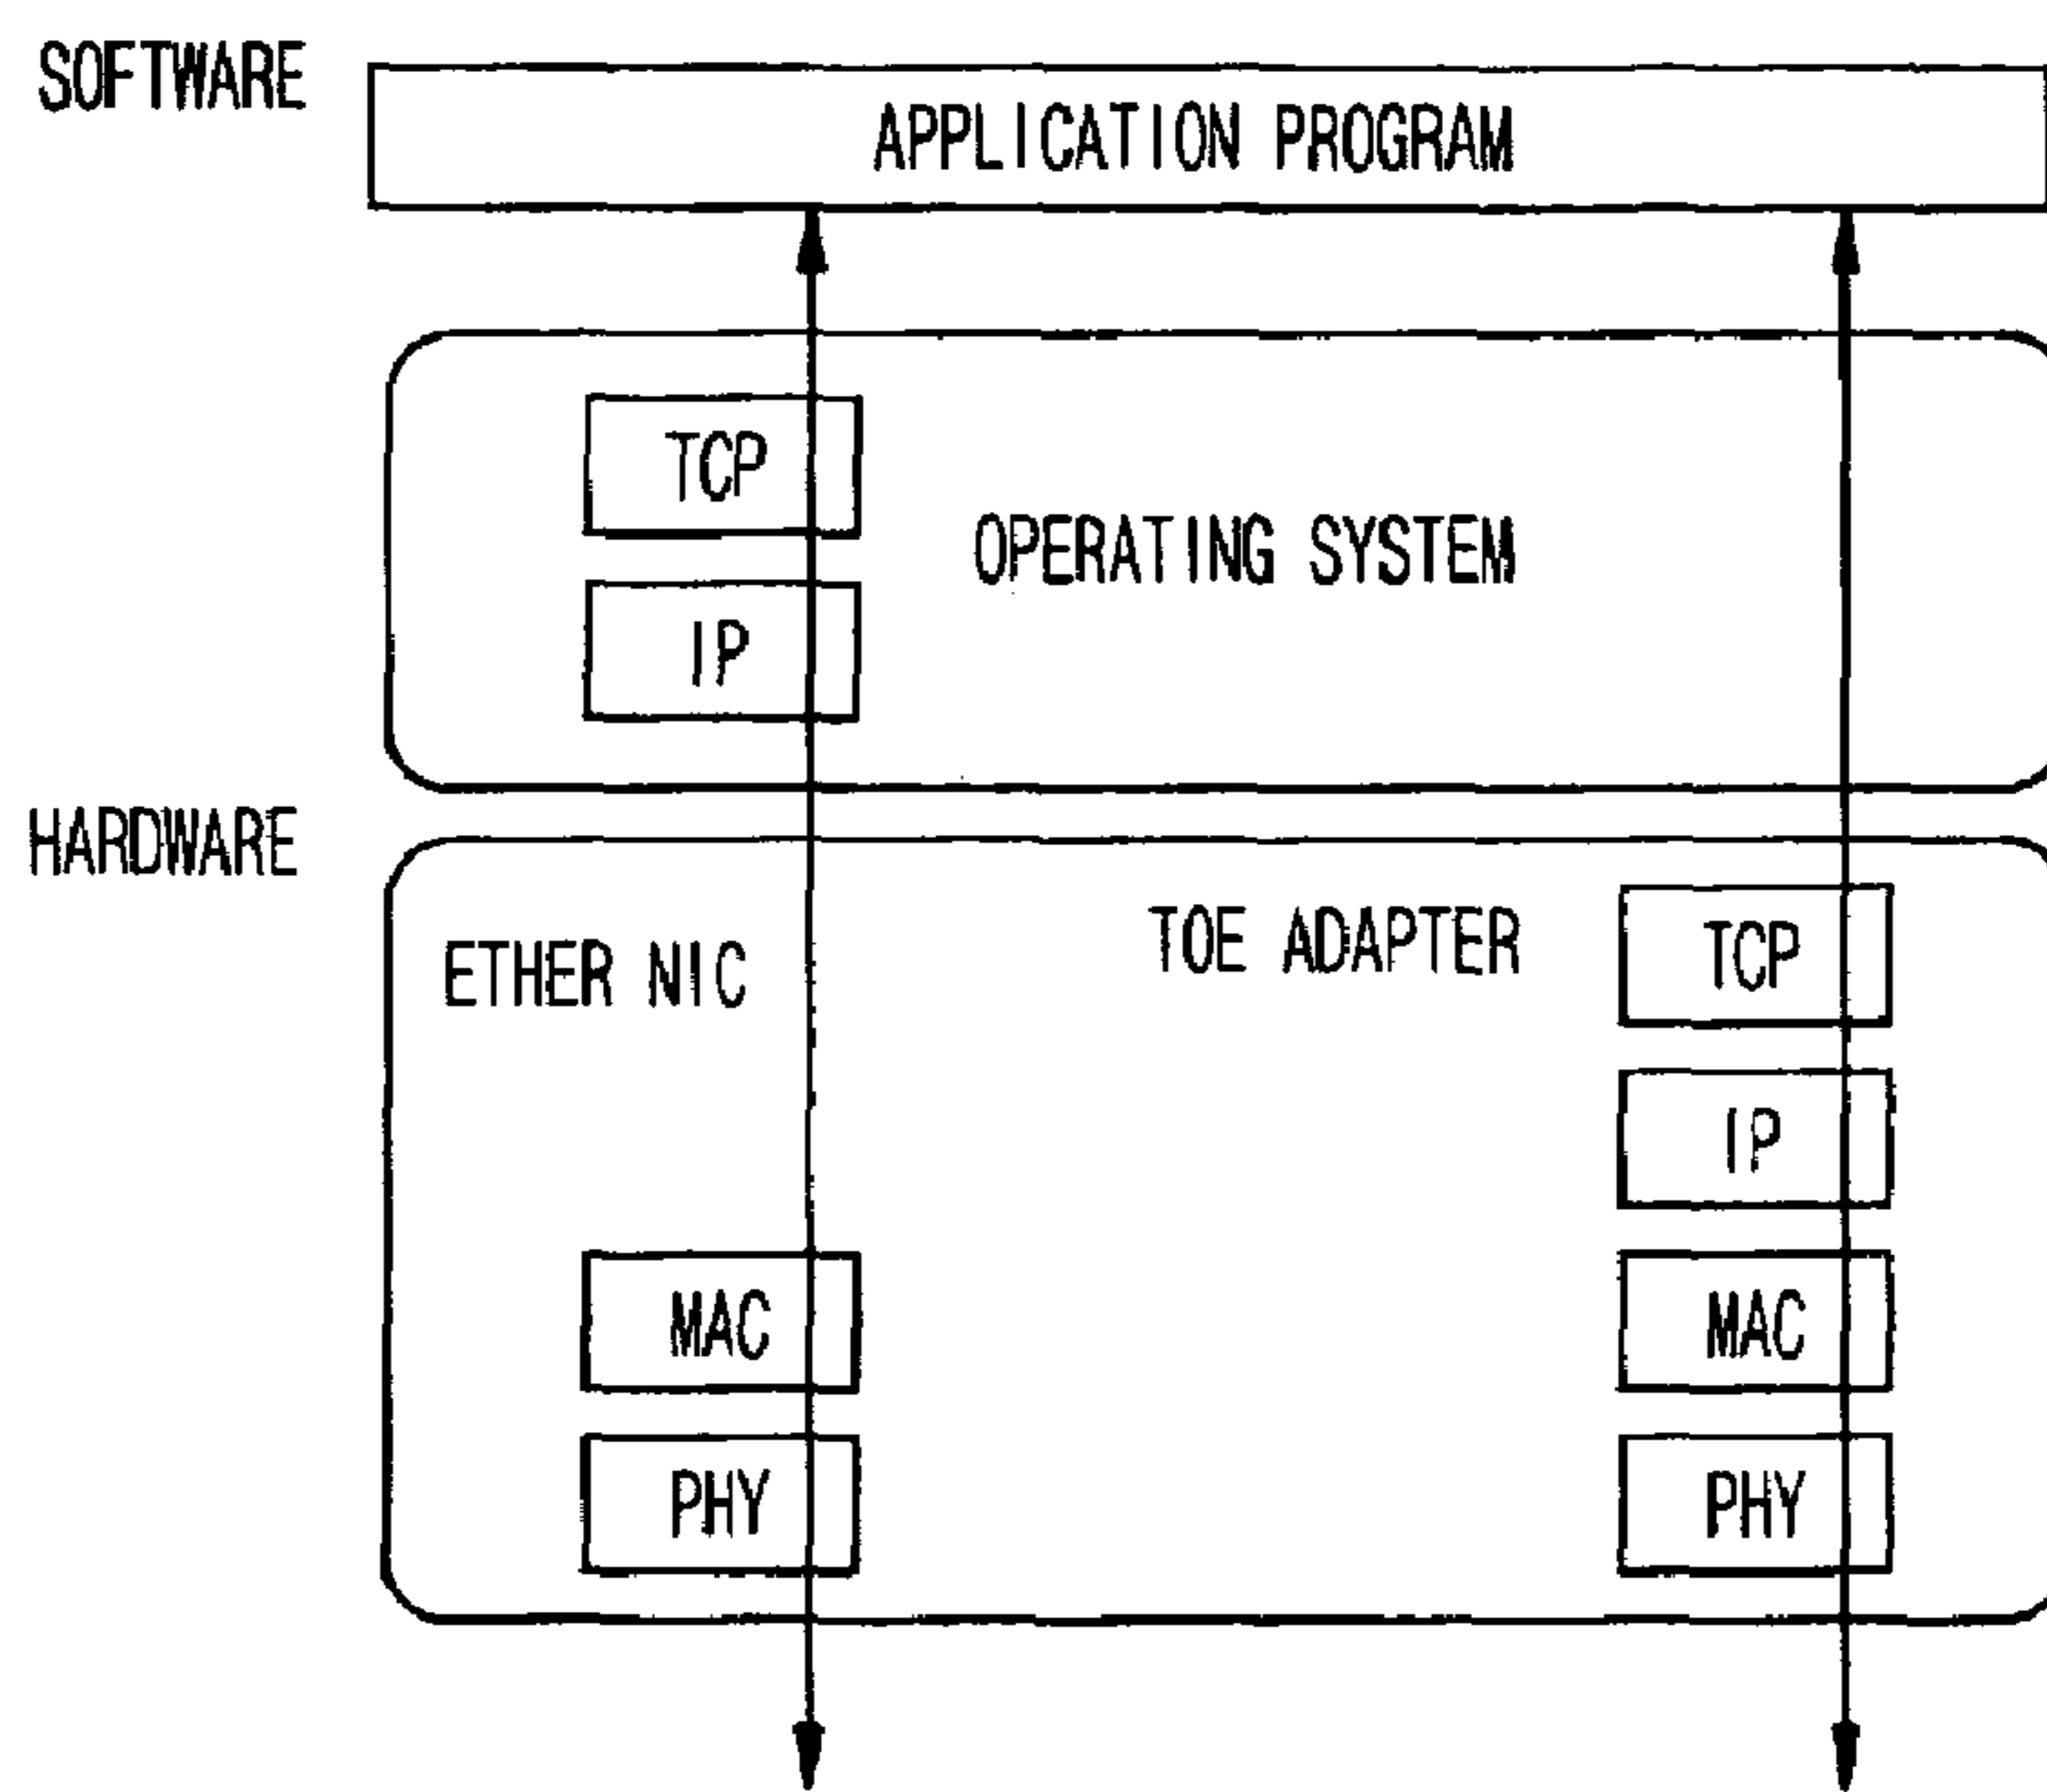 SOFTWARE
APPLICATION PROGRAM
TCP
OPERATING SYSTEM
IP
HARDWARE
ETHER NIC
TOE ADAPTER
TCP
IP
MAC
MAC
PHY
PHY